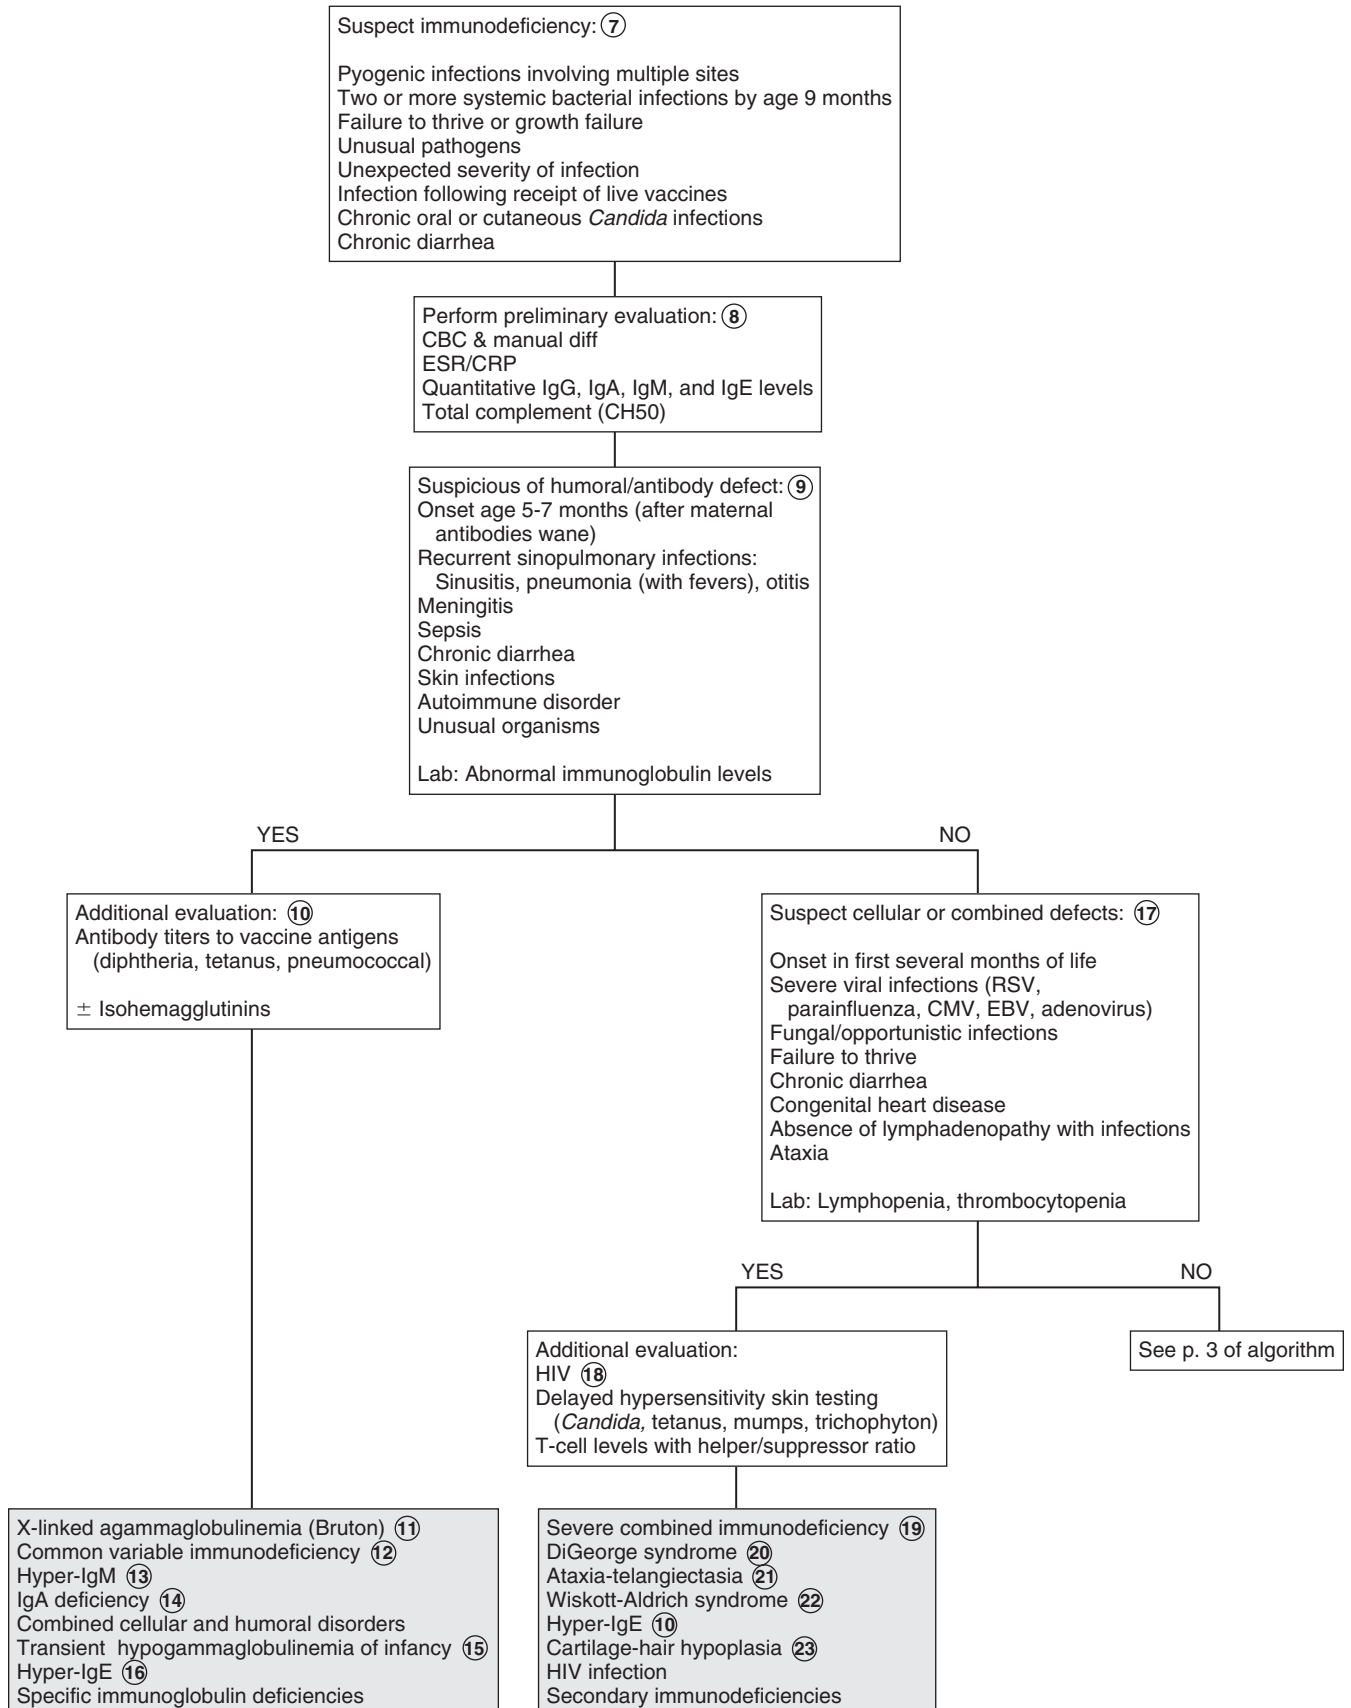 Suspect immunodeficiency: 7
Pyogenic infections involving multiple sites
Two or more systemic bacterial infections by age 9 months
Failure to thrive or growth failure
Unusual pathogens
Unexpected severity of infection
Infection following receipt of live vaccines
Chronic oral or cutaneous Candida infections
Chronic diarrhea
Perform preliminary evaluation: 8
CBC & manual diff
ESR/CRP
Quantitative IgG, IgA, IgM, and IgE levels
Total complement (CH50)
Suspicious of humoral/antibody defect: 9
Onset age 5-7 months (after maternal
antibodies wane)
Recurrent sinopulmonary infections:
Sinusitis, pneumonia (with fevers), otitis
Meningitis
Sepsis
Chronic diarrhea
Skin infections
Autoimmune disorder
Unusual organisms
Lab: Abnormal immunoglobulin levels
YES
NO
Additional evaluation: 10
Antibody titers to vaccine antigens
(diphtheria, tetanus, pneumococcal)
± Isohemagglutinins
Suspect cellular or combined defects: 17
Onset in first several months of life
Severe viral infections (RSV,
parainfluenza, CMV, EBV, adenovirus)
Fungal/opportunistic infections
Failure to thrive
Chronic diarrhea
Congenital heart disease
Absence of lymphadenopathy with infections
Ataxia
Lab: Lymphopenia, thrombocytopenia
YES
NO
Additional evaluation:
HIV 18
Delayed hypersensitivity skin testing
(Candida, tetanus, mumps, trichophyton)
T-cell levels with helper/suppressor ratio
See p. 3 of algorithm
X-linked agammaglobulinemia (Bruton) 11
Common variable immunodeficiency 12
Hyper-IgM 13
IgA deficiency 14
Combined cellular and humoral disorders
Transient hypogammaglobulinemia of infancy 15
Hyper-IgE 16
Specific immunoglobulin deficiencies
Severe combined immunodeficiency 19
DiGeorge syndrome 20
Ataxia-telangiectasia 21
Wiskott-Aldrich syndrome 22
Hyper-IgE 10
Cartilage-hair hypoplasia 23
HIV infection
Secondary immunodeficiencies